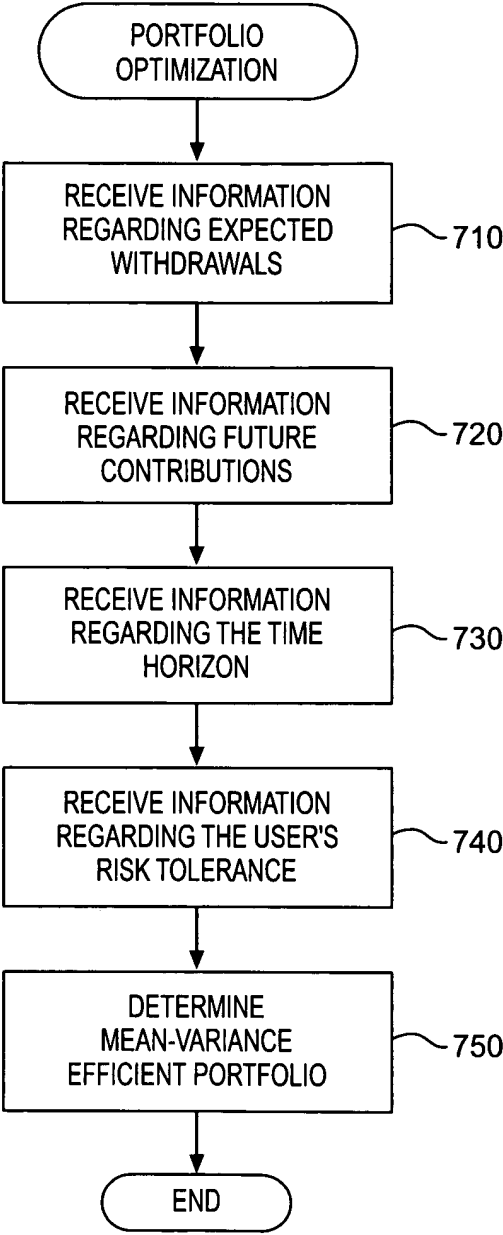 PORTFOLIO
OPTIMIZATION
RECEIVE INFORMATION
REGARDING EXPECTED
WITHDRAWALS
710
RECEIVE INFORMATION
REGARDING FUTURE
CONTRIBUTIONS
720
RECEIVE INFORMATION
REGARDING THE TIME
HORIZON
730
RECEIVE INFORMATION
REGARDING THE USER'S
RISK TOLERANCE
740
DETERMINE
MEAN-VARIANCE
EFFICIENT PORTFOLIO
750
END